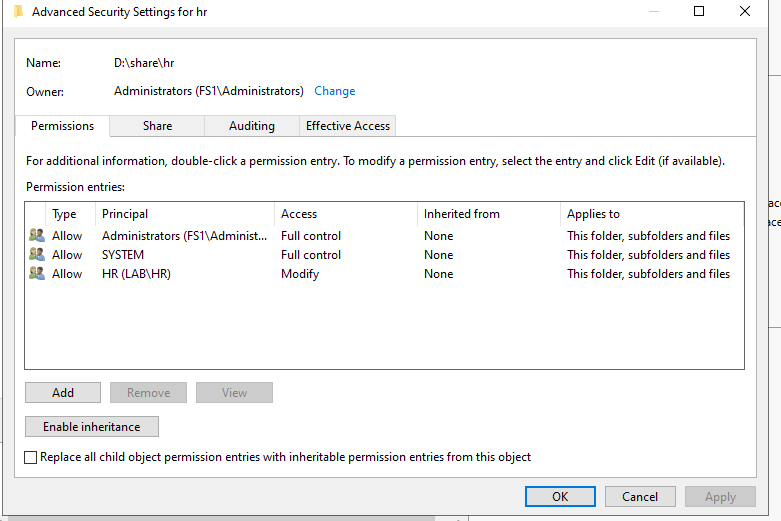 Advanced Security Settings for hr
Name: D:\share\hr
Owner: Administrators (FS1\Administrators) Change
Permissions Share Auditing Effective Access
For additional information, double-click a permission entry. To modify a permission entry, select the entry and click Edit (if available).
Permission entries:
Type Principal Access Inherited from Applies to
Allow Administrators (FS1\Administ... Full control None This folder, subfolders and files
Allow SYSTEM Full control None This folder, subfolders and files
Allow HR (LAB\HR) Modify None This folder, subfolders and files
Add Remove View
Enable inheritance
Replace all child object permission entries with inheritable permission entries from this object
OK Cancel Apply